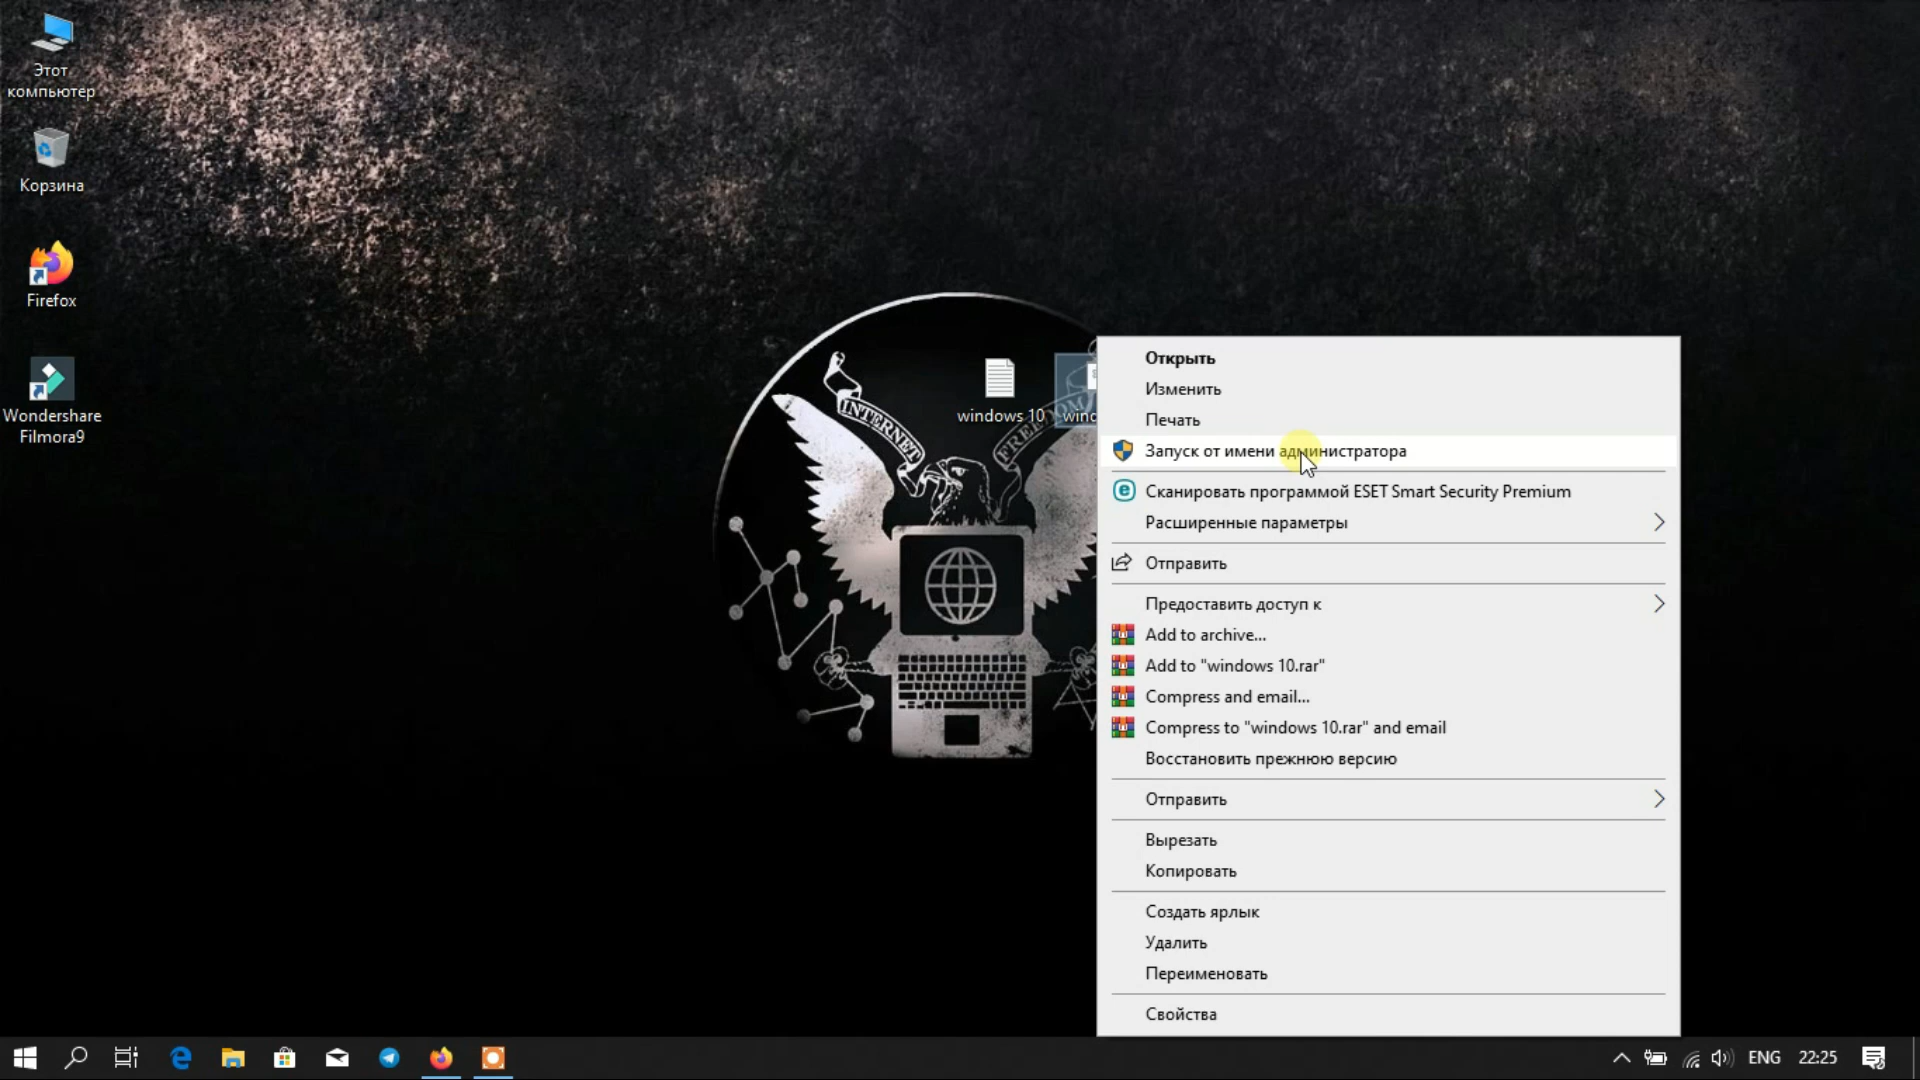 Этот
компьютер
Корзина
Firefox
Wondershare
Filmora9
INTERNET
windows 10
Открыть
Изменить
Печать
Запуск от имени администратора
Сканировать программой ESET Smart Security Premium
Расширенные параметры
Отправить
Предоставить доступ к
Add to archive...
Add to "windows 10.rar"
Compress and email...
Compress to "windows 10.rar" and email
Восстановить прежнюю версию
Отправить
Вырезать
Копировать
Создать ярлык
Удалить
Переименовать
Свойства
ENG
22:25